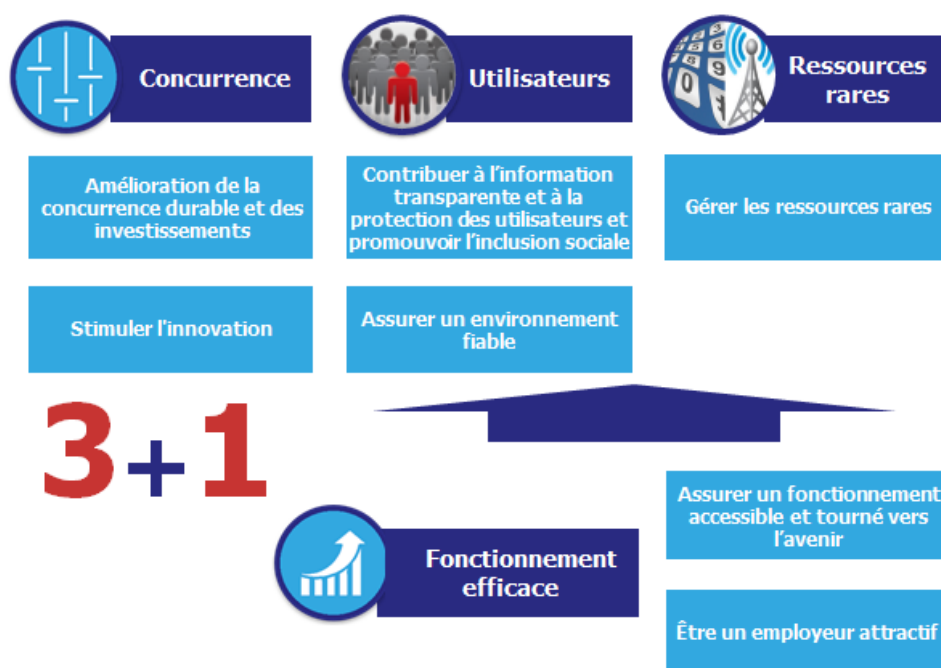 Concurrence
Amélioration de la
concurrence durable et des
investissements
Stimuler l'innovation
Utilisateurs
Contribuer à l'information
transparente et à la
protection des utilisateurs et
promouvoir l'inclusion sociale
Assurer un environnement
fiable
Ressources
rares
Gérer les ressources rares
3+1
Fonctionnement
efficace
Assurer un fonctionnement
accessible et tourné vers
l'avenir
Être un employeur attractif